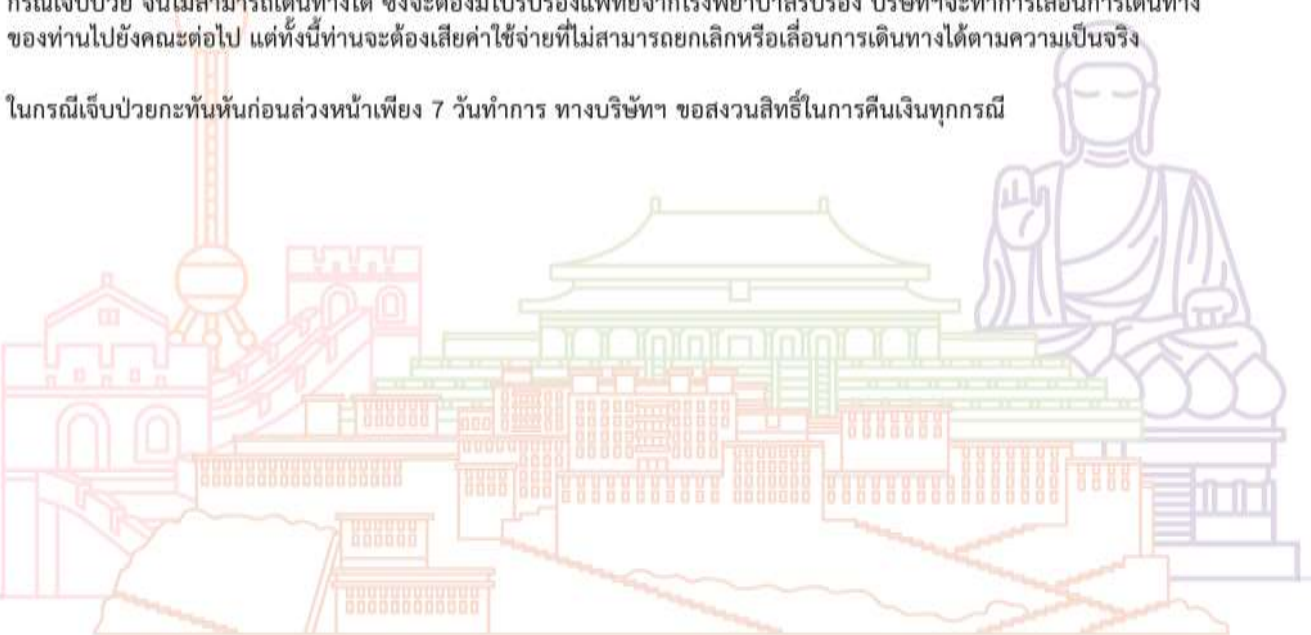 กรณีเจ็บป่วย จนไม่สามารถเดินทางได้ ซึ่งจะต้องมีใบรับรองแพทย์จากโรงพยาบาลรับรอง บริษัทฯจะทำการเลื่อนการเดินทาง
ของท่านไปยังคณะต่อไป แต่ทั้งนี้ท่านจะต้องเสียค่าใช้จ่ายที่ไม่สามารถยกเลิกหรือเลื่อนการเดินทางได้ตามความเป็นจริง
ในกรณีเจ็บป่วยกะทันหันก่อนล่วงหน้าเพียง 7 วันทำการ ทางบริษัทฯ ขอสงวนสิทธิ์ในการคืนเงินทุกกรณี